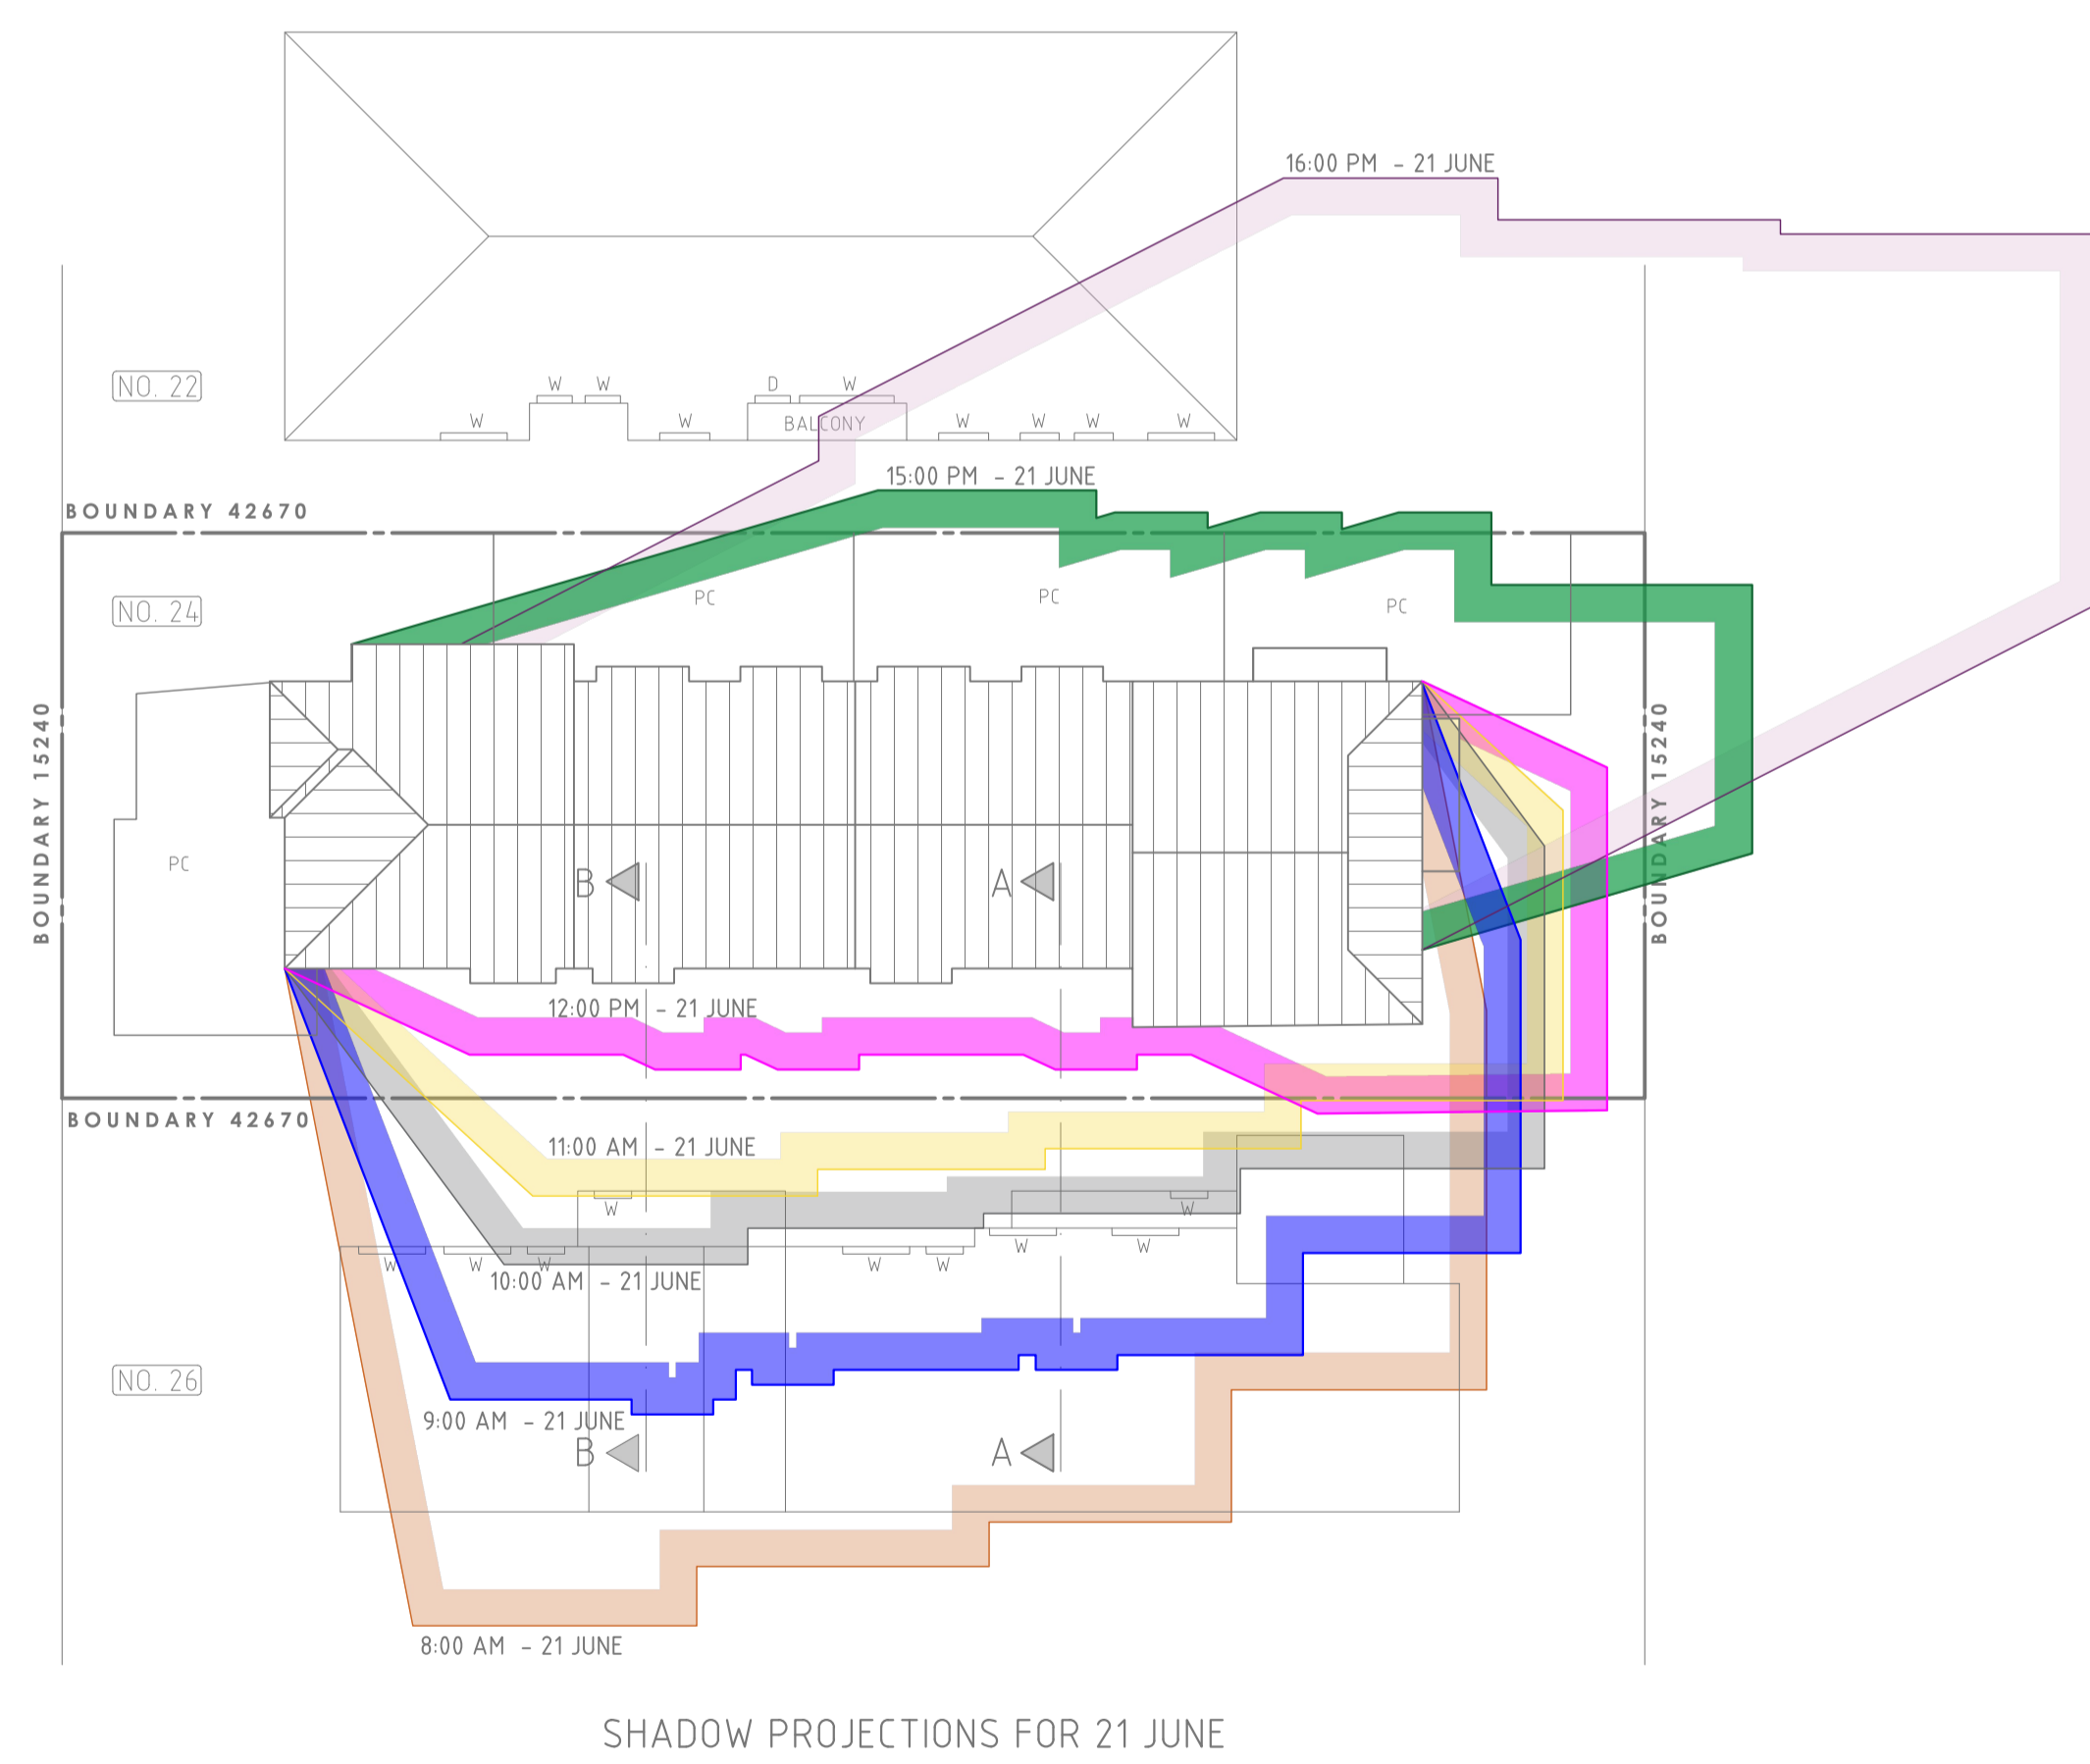 16:00 PM - 21 JUNE
NO. 22
W
W
D
W
W
W
BALCONY
W
W
W
W
15:00 PM - 21 JUNE
BOUNDARY 42670
NO. 24
PC
PC
PC
BOUNDARY 15240
BOUNDARY 15240
PC
B
A
12:00 PM - 21 JUNE
BOUNDARY 42670
11:00 AM - 21 JUNE
W
W
W
W
W
W
W
W
W
10:00 AM - 21 JUNE
NO. 26
9:00 AM - 21 JUNE
B
A
8:00 AM - 21 JUNE
SHADOW PROJECTIONS FOR 21 JUNE